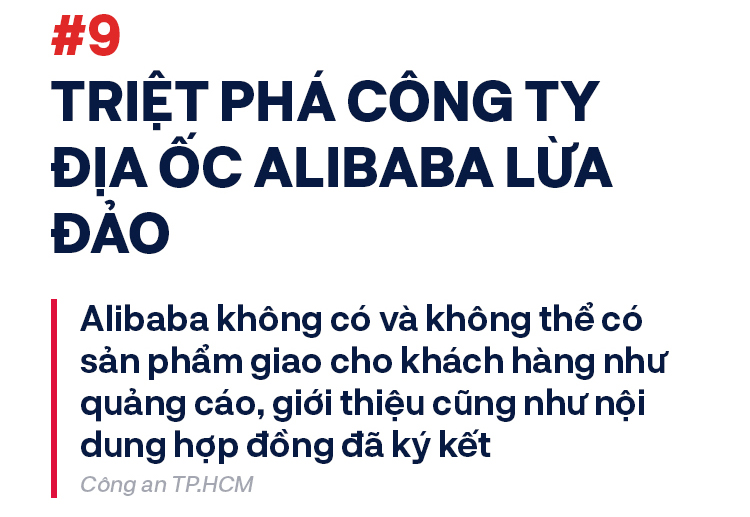 #9
TRIỆT PHÁ CÔNG TY
ĐỊA ỐC ALIBABA LỪA
ĐẢO
Alibaba không có và không thể có
sản phẩm giao cho khách hàng như
quảng cáo, giới thiệu cũng như nội
dung hợp đồng đã ký kết
Công an TP.HCM